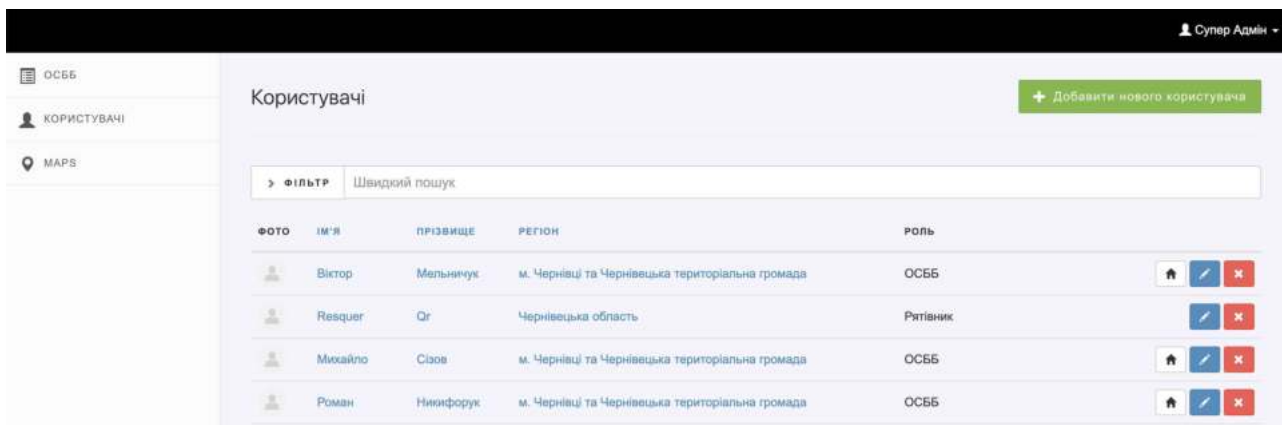 Супер Адмін
ОСББ
КОРИСТУВАЧІ
MAPS
Користувачі
Добавити нового користувача
ФІЛЬТР Швидкий пошук
ФОТО ІМ'Я ПРІЗВИЩЕ РЕГІОН РОЛЬ
Віктор Мельничук м. Чернівці та Чернівецька територіальна громада ОСББ
Resquer Qr Чернівецька область Рятівник
Михайло Сізов м. Чернівці та Чернівецька територіальна громада ОСББ
Роман Никифорук м. Чернівці та Чернівецька територіальна громада ОСББ